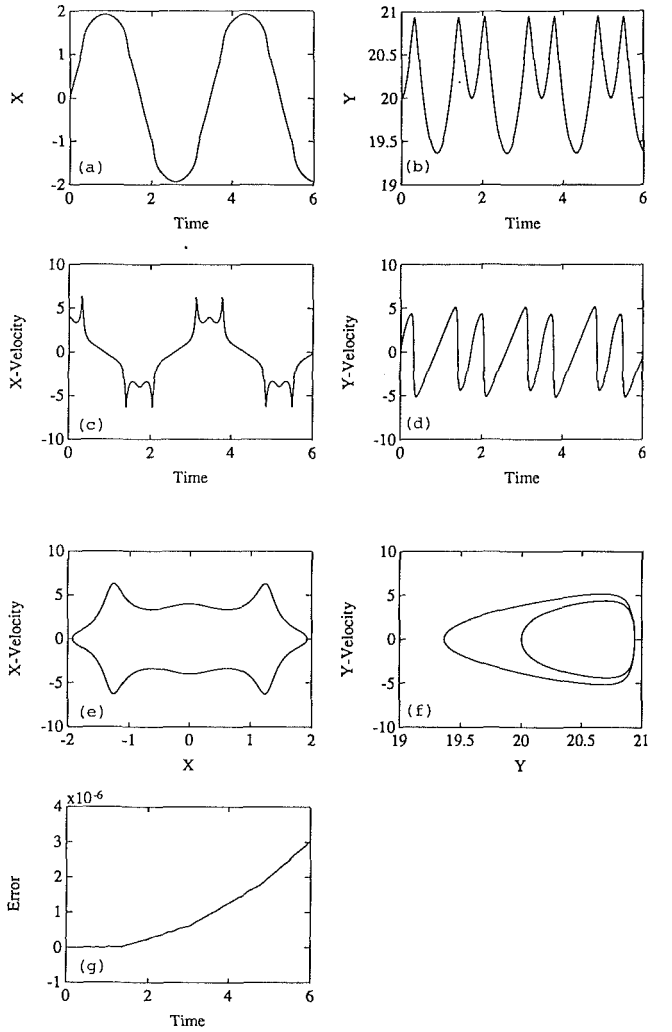 2
1
0
-1
-2
X
(a)
0 2 4 6
Time
21
20.5
20
19.5
19
Y
(b)
0 2 4 6
Time
10
5
0
-5
-10
X-Velocity
(c)
0 2 4 6
Time
10
5
0
-5
-10
Y-Velocity
(d)
0 2 4 6
Time
10
5
0
-5
-10
X-Velocity
(e)
-2 -1 0 1 2
X
10
5
0
-5
-10
Y-Velocity
(f)
19 19.5 20 20.5 21
Y
x10⁻⁶
4
3
2
1
0
-1
Error
(g)
0 2 4 6
Time